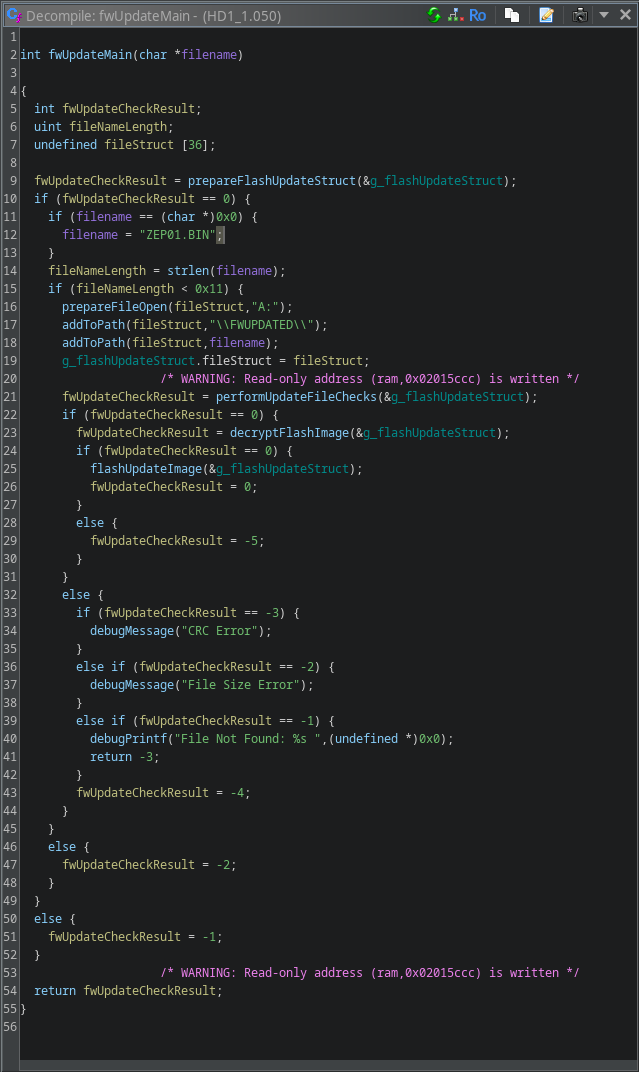 Decompile: fwUpdateMain - (HD1_1.050)
Ro
1
2 int fwUpdateMain(char *filename)
3
4 {
5   int fwUpdateCheckResult;
6   uint fileNameLength;
7   undefined fileStruct [36];
8
9   fwUpdateCheckResult = prepareFlashUpdateStruct(&g_flashUpdateStruct);
10   if (fwUpdateCheckResult == 0) {
11     if (filename == (char *)0x0) {
12       filename = "ZEP01.BIN";
13     }
14     fileNameLength = strlen(filename);
15     if (fileNameLength < 0x11) {
16       prepareFileOpen(fileStruct,"A:");
17       addToPath(fileStruct,"\\FWUPDATED\\");
18       addToPath(fileStruct,filename);
19       g_flashUpdateStruct.fileStruct = fileStruct;
20                     /* WARNING: Read-only address (ram,0x02015ccc) is written */
21       fwUpdateCheckResult = performUpdateFileChecks(&g_flashUpdateStruct);
22       if (fwUpdateCheckResult == 0) {
23         fwUpdateCheckResult = decryptFlashImage(&g_flashUpdateStruct);
24         if (fwUpdateCheckResult == 0) {
25           flashUpdateImage(&g_flashUpdateStruct);
26           fwUpdateCheckResult = 0;
27         }
28         else {
29           fwUpdateCheckResult = -5;
30         }
31       }
32       else {
33         if (fwUpdateCheckResult == -3) {
34           debugMessage("CRC Error");
35         }
36         else if (fwUpdateCheckResult == -2) {
37           debugMessage("File Size Error");
38         }
39         else if (fwUpdateCheckResult == -1) {
40           debugPrintf("File Not Found: %s ",(undefined *)0x0);
41           return -3;
42         }
43         fwUpdateCheckResult = -4;
44       }
45     }
46     else {
47       fwUpdateCheckResult = -2;
48     }
49   }
50   else {
51     fwUpdateCheckResult = -1;
52   }
53                     /* WARNING: Read-only address (ram,0x02015ccc) is written */
54   return fwUpdateCheckResult;
55 }
56